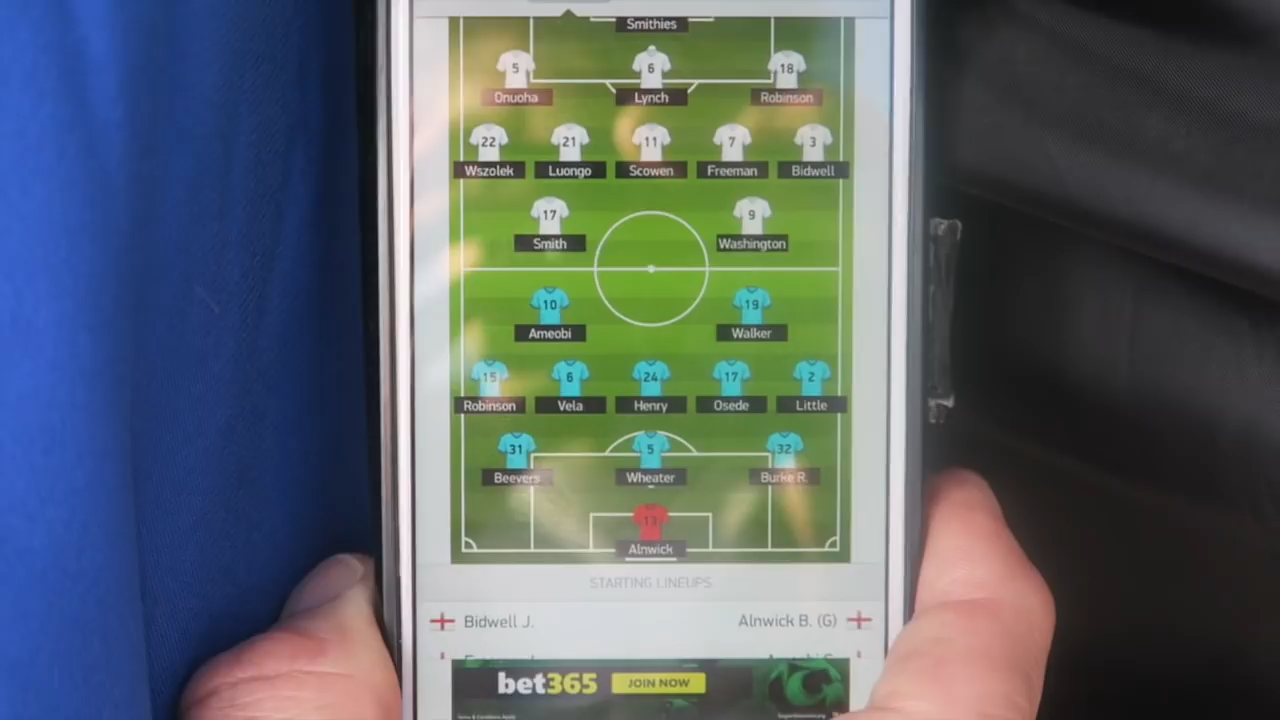 Smithies
5 6 18
Onuoha Lynch Robinson
22 21 11 7 3
Wszolek Luongo Scowen Freeman Bidwell
17 9
Smith Washington
10 19
Ameobi Walker
15 6 24 17 2
Robinson Vela Henry Osede Little
31 5 32
Beevers Wheater Burke R.
13
Alnwick
STARTING LINEUPS
Bidwell J. Alnwick B. (G)
bet365 JOIN NOW